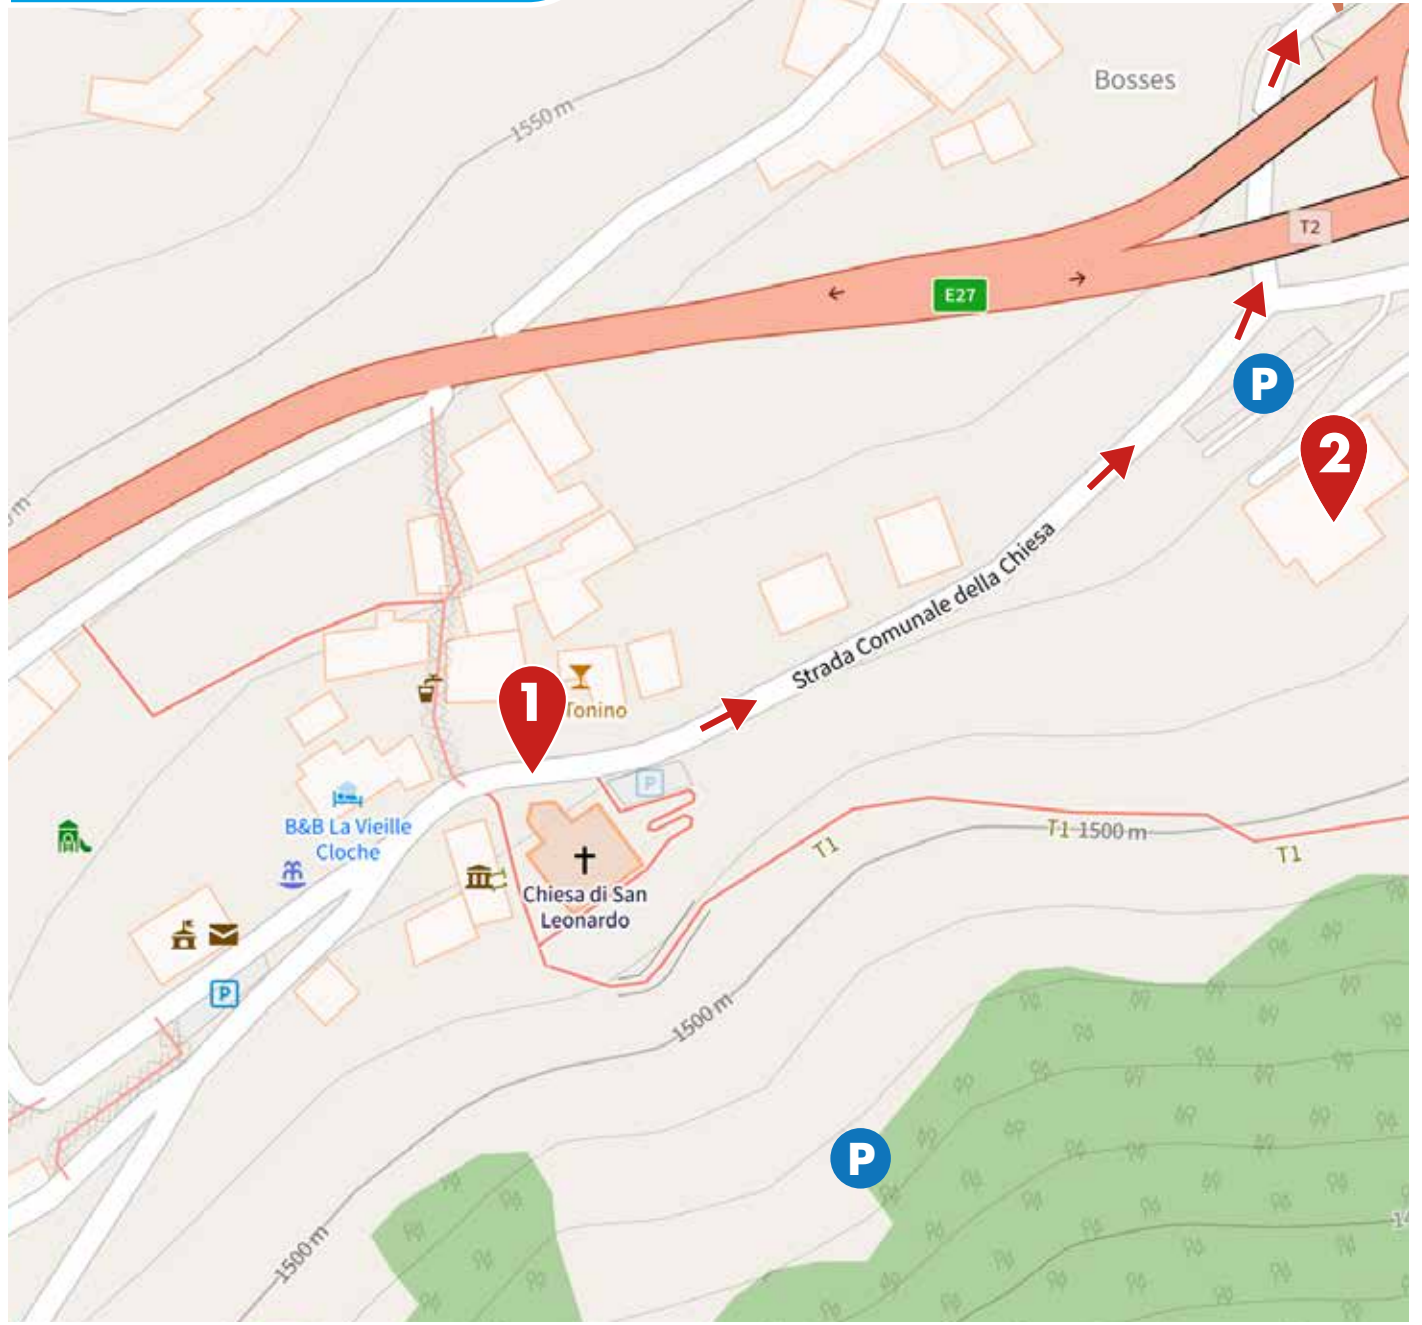 Bosses
1550 m
T2
E27
P
2
m
Strada Comunale della Chiesa
1
Tonino
P
B&B La Vieille
Cloche
T1
T1
1500 m
T1
Chiesa di San
Leonardo
P
1500 m
P
1500 m